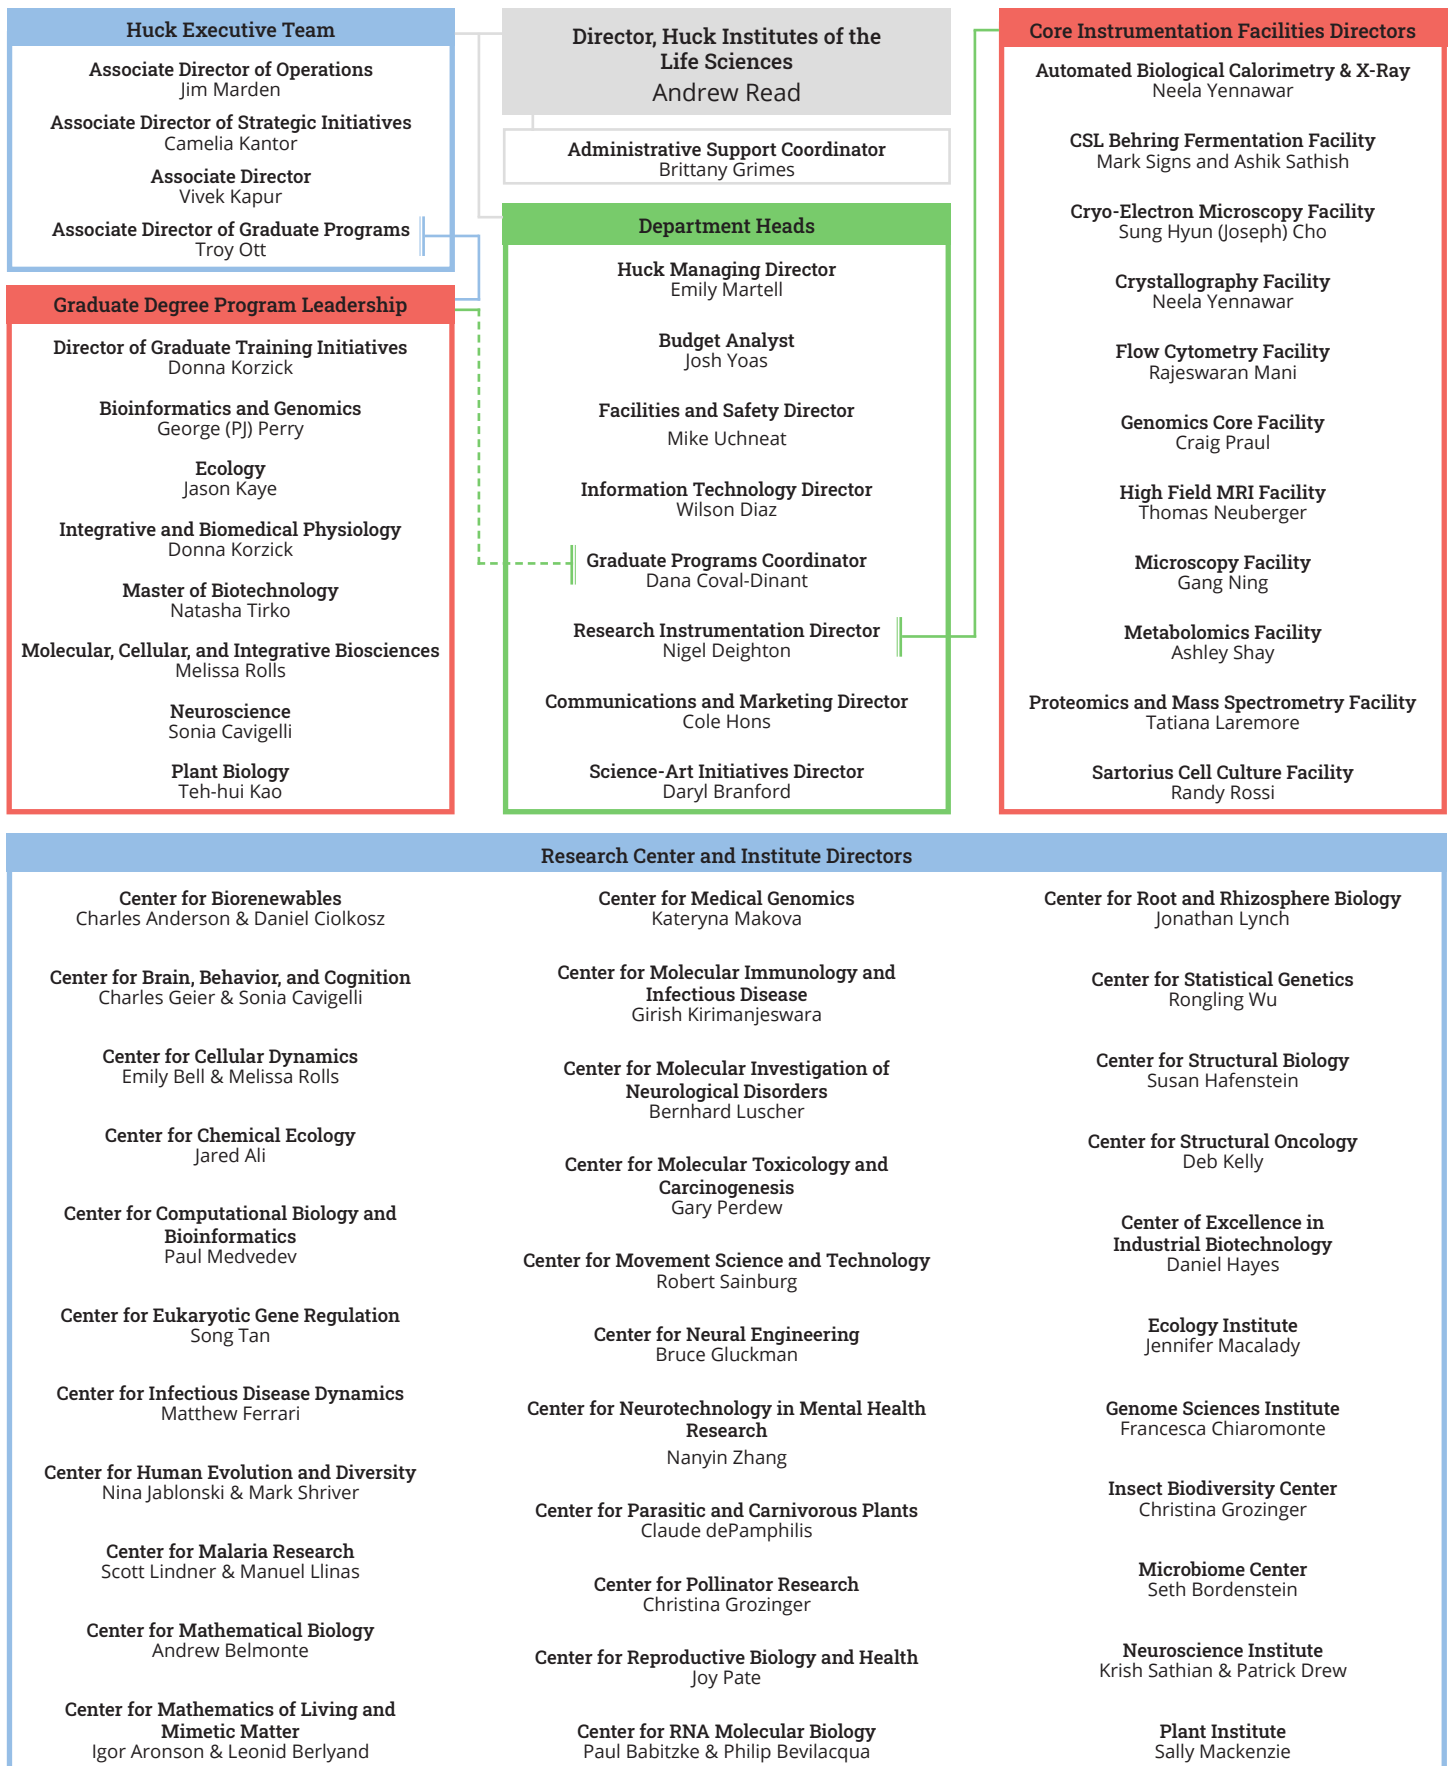 Huck Executive Team
Associate Director of Operations
Jim Marden
Associate Director of Strategic Initiatives
Camelia Kantor
Associate Director
Vivek Kapur
Associate Director of Graduate Programs
Troy Ott
Director, Huck Institutes of the
Life Sciences
Andrew Read
Administrative Support Coordinator
Brittany Grimes
Graduate Degree Program Leadership
Director of Graduate Training Initiatives
Donna Korzick
Bioinformatics and Genomics
George (PJ) Perry
Ecology
Jason Kaye
Integrative and Biomedical Physiology
Donna Korzick
Master of Biotechnology
Natasha Tirko
Molecular, Cellular, and Integrative Biosciences
Melissa Rolls
Neuroscience
Sonia Cavigelli
Plant Biology
Teh-hui Kao
Department Heads
Huck Managing Director
Emily Martell
Budget Analyst
Josh Yoas
Facilities and Safety Director
Mike Uchneat
Information Technology Director
Wilson Diaz
Graduate Programs Coordinator
Dana Coval-Dinant
Research Instrumentation Director
Nigel Deighton
Communications and Marketing Director
Cole Hons
Science-Art Initiatives Director
Daryl Branford
Core Instrumentation Facilities Directors
Automated Biological Calorimetry & X-Ray
Neela Yennawar
CSL Behring Fermentation Facility
Mark Signs and Ashik Sathish
Cryo-Electron Microscopy Facility
Sung Hyun (Joseph) Cho
Crystallography Facility
Neela Yennawar
Flow Cytometry Facility
Rajeswaran Mani
Genomics Core Facility
Craig Praul
High Field MRI Facility
Thomas Neuberger
Microscopy Facility
Gang Ning
Metabolomics Facility
Ashley Shay
Proteomics and Mass Spectrometry Facility
Tatiana Laremore
Sartorius Cell Culture Facility
Randy Rossi
Research Center and Institute Directors
Center for Biorenewables
Charles Anderson & Daniel Ciolkosz
Center for Brain, Behavior, and Cognition
Charles Geier & Sonia Cavigelli
Center for Cellular Dynamics
Emily Bell & Melissa Rolls
Center for Chemical Ecology
Jared Ali
Center for Computational Biology and
Bioinformatics
Paul Medvedev
Center for Eukaryotic Gene Regulation
Song Tan
Center for Infectious Disease Dynamics
Matthew Ferrari
Center for Human Evolution and Diversity
Nina Jablonski & Mark Shriver
Center for Malaria Research
Scott Lindner & Manuel Llinas
Center for Mathematical Biology
Andrew Belmonte
Center for Mathematics of Living and
Mimetic Matter
Igor Aronson & Leonid Berlyand
Center for Medical Genomics
Kateryna Makova
Center for Molecular Immunology and
Infectious Disease
Girish Kirimanjeswara
Center for Molecular Investigation of
Neurological Disorders
Bernhard Luscher
Center for Molecular Toxicology and
Carcinogenesis
Gary Perdew
Center for Movement Science and Technology
Robert Sainburg
Center for Neural Engineering
Bruce Gluckman
Center for Neurotechnology in Mental Health
Research
Nanyin Zhang
Center for Parasitic and Carnivorous Plants
Claude dePamphilis
Center for Pollinator Research
Christina Grozinger
Center for Reproductive Biology and Health
Joy Pate
Center for RNA Molecular Biology
Paul Babitzke & Philip Bevilacqua
Center for Root and Rhizosphere Biology
Jonathan Lynch
Center for Statistical Genetics
Rongling Wu
Center for Structural Biology
Susan Hafenstein
Center for Structural Oncology
Deb Kelly
Center of Excellence in
Industrial Biotechnology
Daniel Hayes
Ecology Institute
Jennifer Macalady
Genome Sciences Institute
Francesca Chiaromonte
Insect Biodiversity Center
Christina Grozinger
Microbiome Center
Seth Bordenstein
Neuroscience Institute
Krish Sathian & Patrick Drew
Plant Institute
Sally Mackenzie